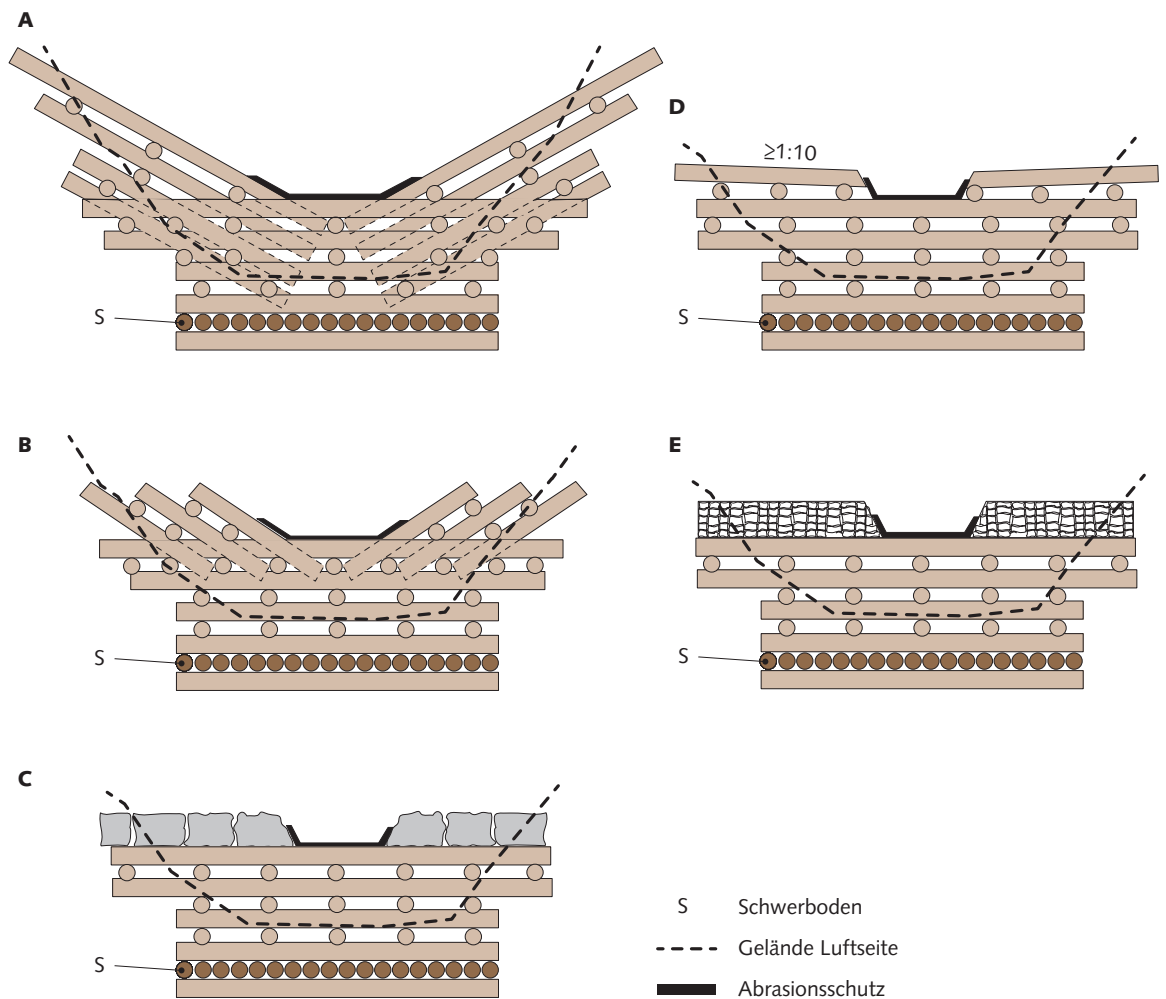 A
S
B
S
C
S
D
≥1:10
S
E
S
S Schwerboden
Gelände Luftseite
Abrasionsschutz